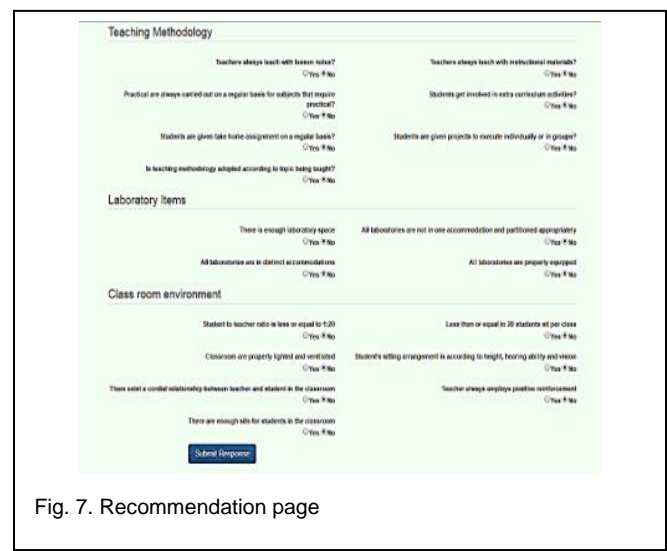 Teaching Methodology
Teachers always teach with lesson notes? Teachers always teach with instructional materials?
Yes No Yes No
Practical are always carried out on a regular basis for subjects that require Students get involved in extra curriculum activities?
practical? Yes No
Yes No
Students are given take home assignment on a regular basis? Students are given projects to execute individually or in groups?
Yes No Yes No
Is teaching methodology adopted according to topic being taught?
Yes No
Laboratory Items
There is enough laboratory space All laboratories are not in one accommodation and partitioned appropriately
Yes No Yes No
All laboratories are in distinct accommodations All laboratories are properly equipped
Yes No Yes No
Class room environment
Student to teacher ratio is less or equal to 1:20 Less than or equal to 20 students sit per class
Yes No Yes No
Classroom are properly lighted and ventilated Student's sitting arrangement is according to height, hearing ability and vision
Yes No Yes No
There exist a cordial relationship between teacher and student in the classroom Teacher always employs positive reinforcement
Yes No Yes No
There are enough sits for students in the classroom
Yes No
Submit Response
Fig. 7. Recommendation page